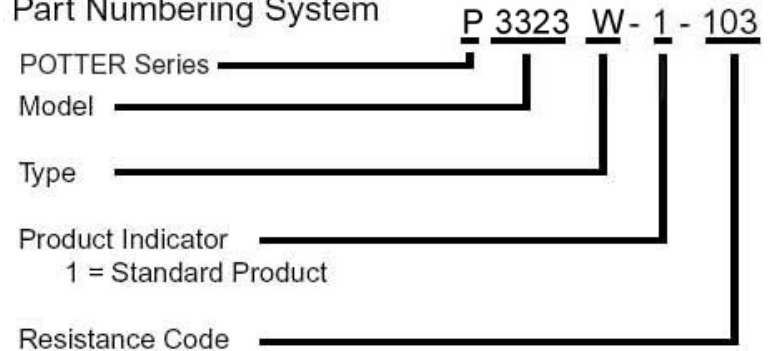 Part Numbering System
P 3323 W - 1 - 103
POTTER Series
Model
Type
Product Indicator
1 = Standard Product
Resistance Code